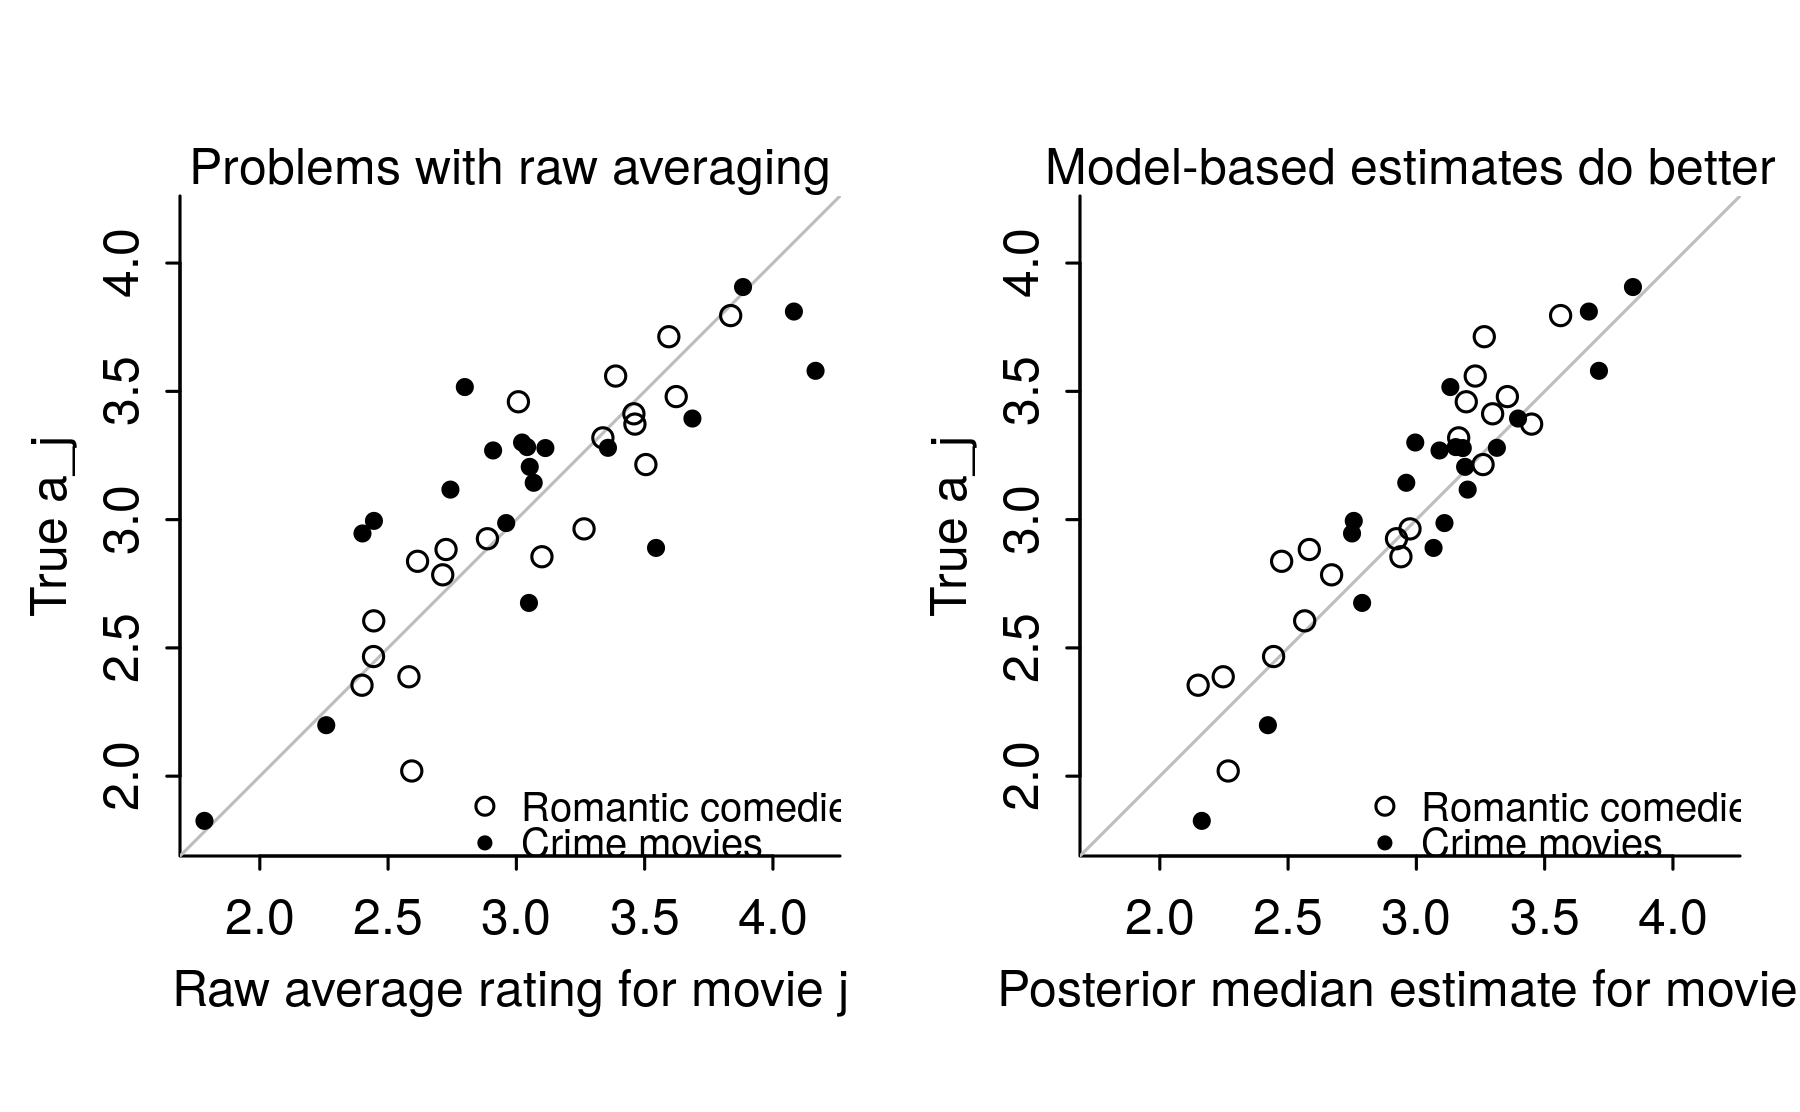 Problems with raw averaging
True a_j
4.0
3.5
3.0
2.5
2.0
Romantic comedie
Crime movies
2.0 2.5 3.0 3.5 4.0
Raw average rating for movie j
Model-based estimates do better
True a_j
4.0
3.5
3.0
2.5
2.0
Romantic comedie
Crime movies
2.0 2.5 3.0 3.5 4.0
Posterior median estimate for movie